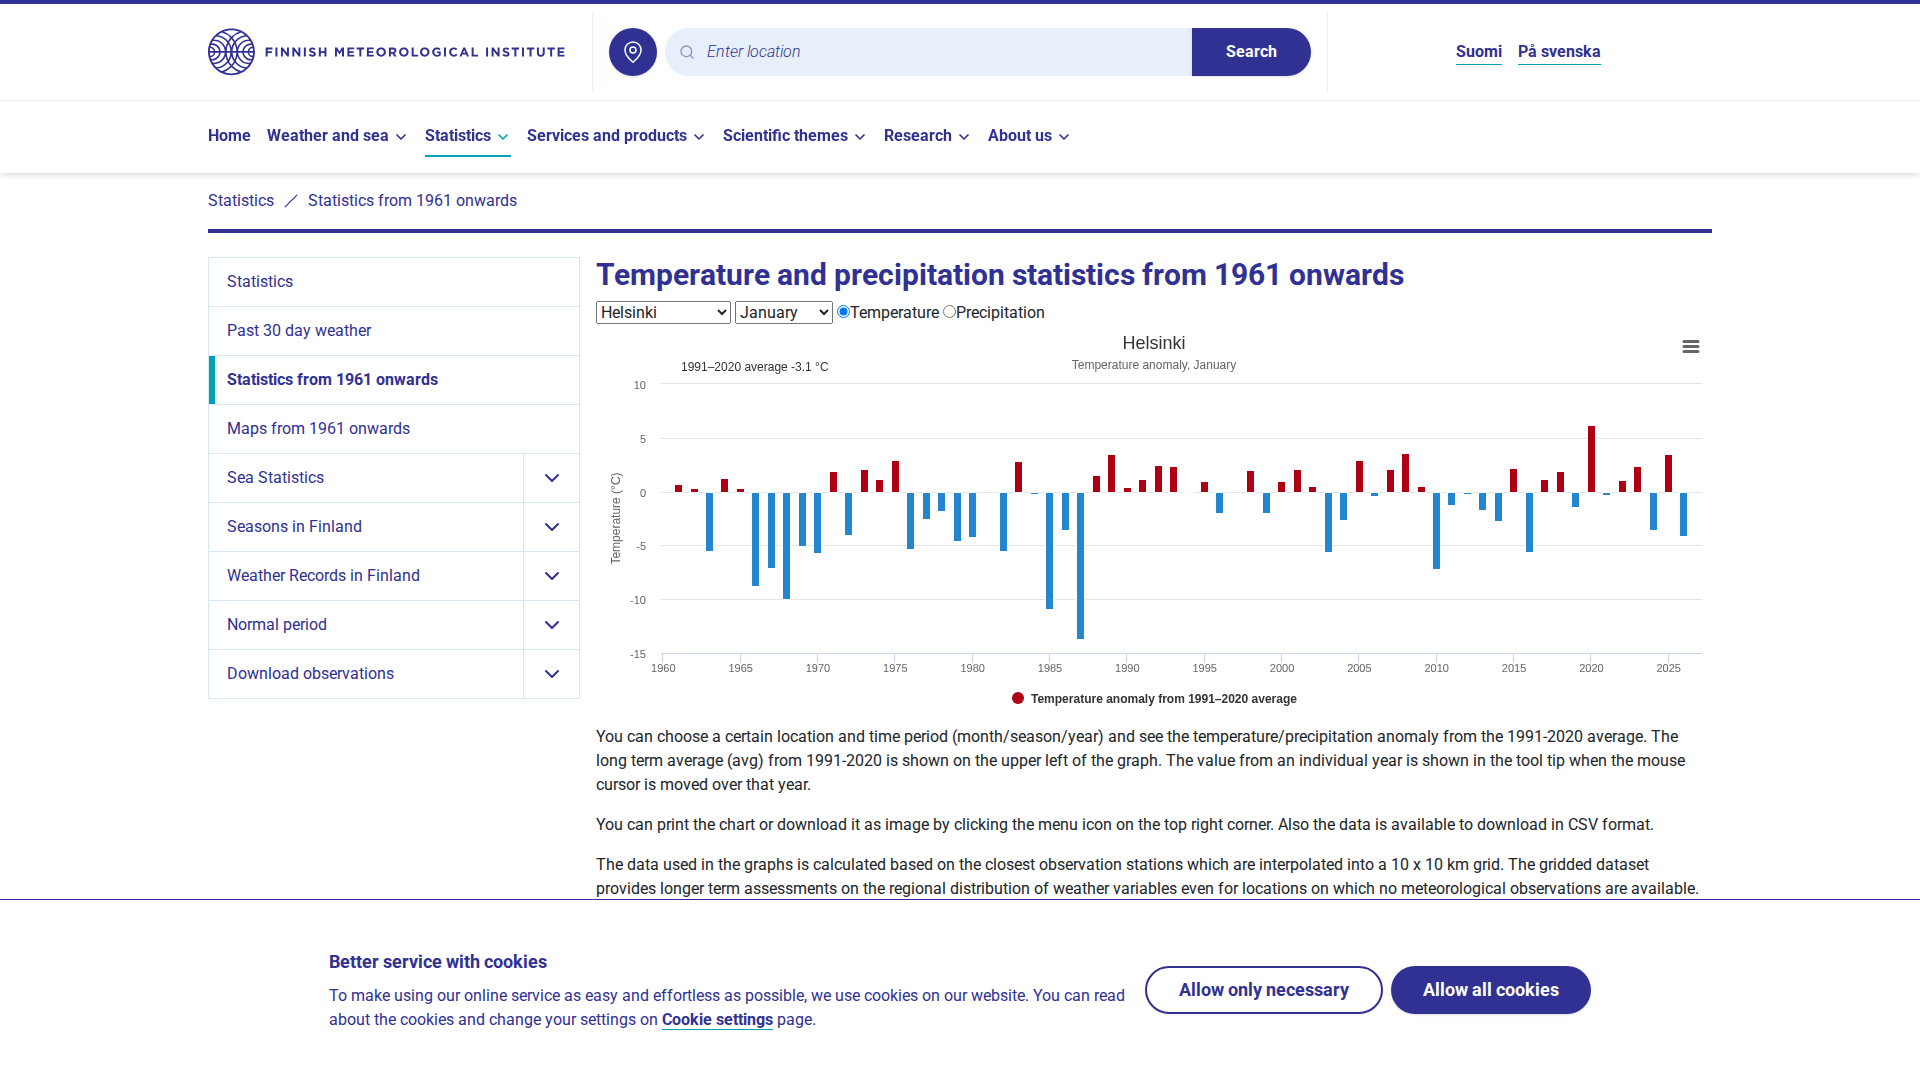 FINNISH METEOROLOGICAL INSTITUTE
Enter location
Search
Suomi
På svenska
Home
Weather and sea
Statistics
Services and products
Scientific themes
Research
About us
Statistics
Statistics from 1961 onwards
Statistics
Past 30 day weather
Statistics from 1961 onwards
Maps from 1961 onwards
Sea Statistics
Seasons in Finland
Weather Records in Finland
Normal period
Download observations
Temperature and precipitation statistics from 1961 onwards
Helsinki
January
Temperature
Precipitation
Helsinki
Temperature anomaly, January
1991–2020 average -3.1 °C
Temperature (°C)
10
5
0
-5
-10
-15
1960
1965
1970
1975
1980
1985
1990
1995
2000
2005
2010
2015
2020
2025
Temperature anomaly from 1991–2020 average
You can choose a certain location and time period (month/season/year) and see the temperature/precipitation anomaly from the 1991-2020 average. The
long term average (avg) from 1991-2020 is shown on the upper left of the graph. The value from an individual year is shown in the tool tip when the mouse
cursor is moved over that year.
You can print the chart or download it as image by clicking the menu icon on the top right corner. Also the data is available to download in CSV format.
The data used in the graphs is calculated based on the closest observation stations which are interpolated into a 10 x 10 km grid. The gridded dataset
provides longer term assessments on the regional distribution of weather variables even for locations on which no meteorological observations are available.
Better service with cookies
To make using our online service as easy and effortless as possible, we use cookies on our website. You can read
about the cookies and change your settings on Cookie settings page.
Allow only necessary
Allow all cookies